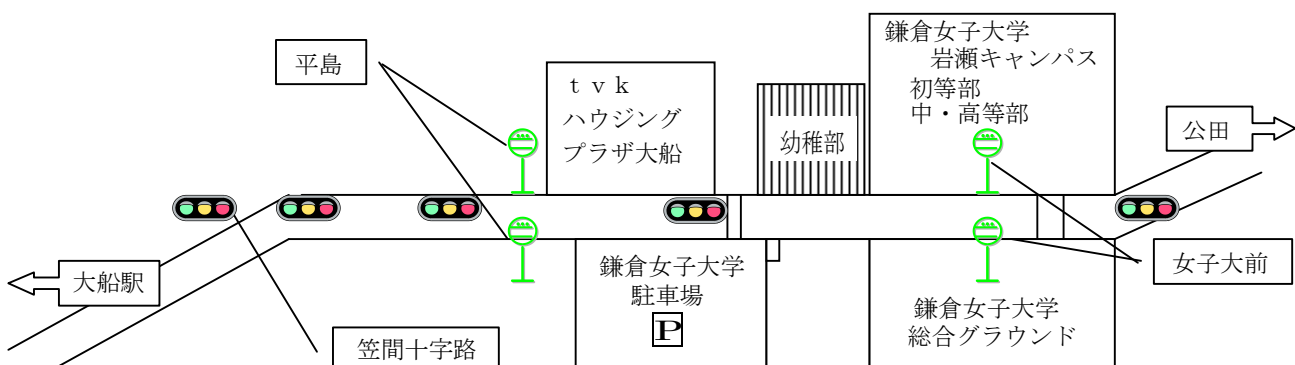 平島
ｔｖｋ
ハウジング
プラザ大船
幼稚部
鎌倉女子大学
岩瀬キャンパス
初等部
中・高等部
公田
大船駅
鎌倉女子大学
駐車場
P
女子大前
鎌倉女子大学
総合グラウンド
笠間十字路